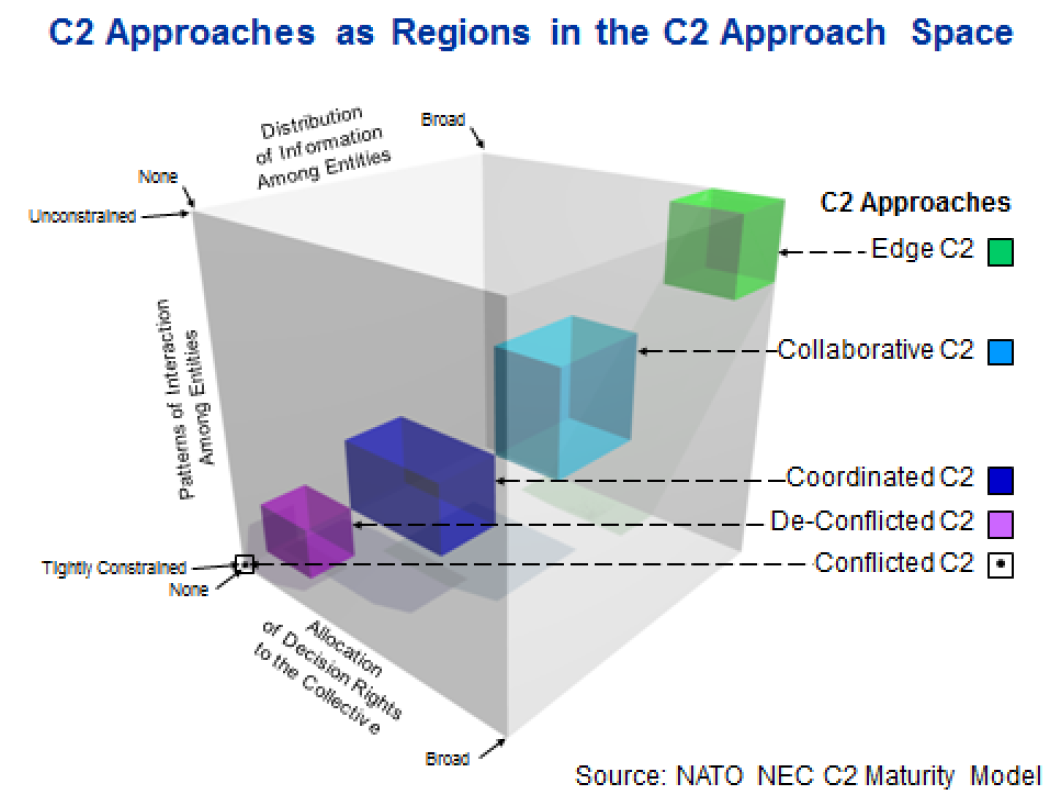 C2 Approaches as Regions in the C2 Approach Space
Distribution
of Information
Among Entities
Broad
None
Unconstrained
C2 Approaches
Edge C2
Collaborative C2
Patterns of Interaction
Among Entities
Coordinated C2
De-Conflicted C2
Conflicted C2
Tightly Constrained
None
Allocation
of Decision Rights
to the Collective
Broad
Source: NATO NEC C2 Maturity Model